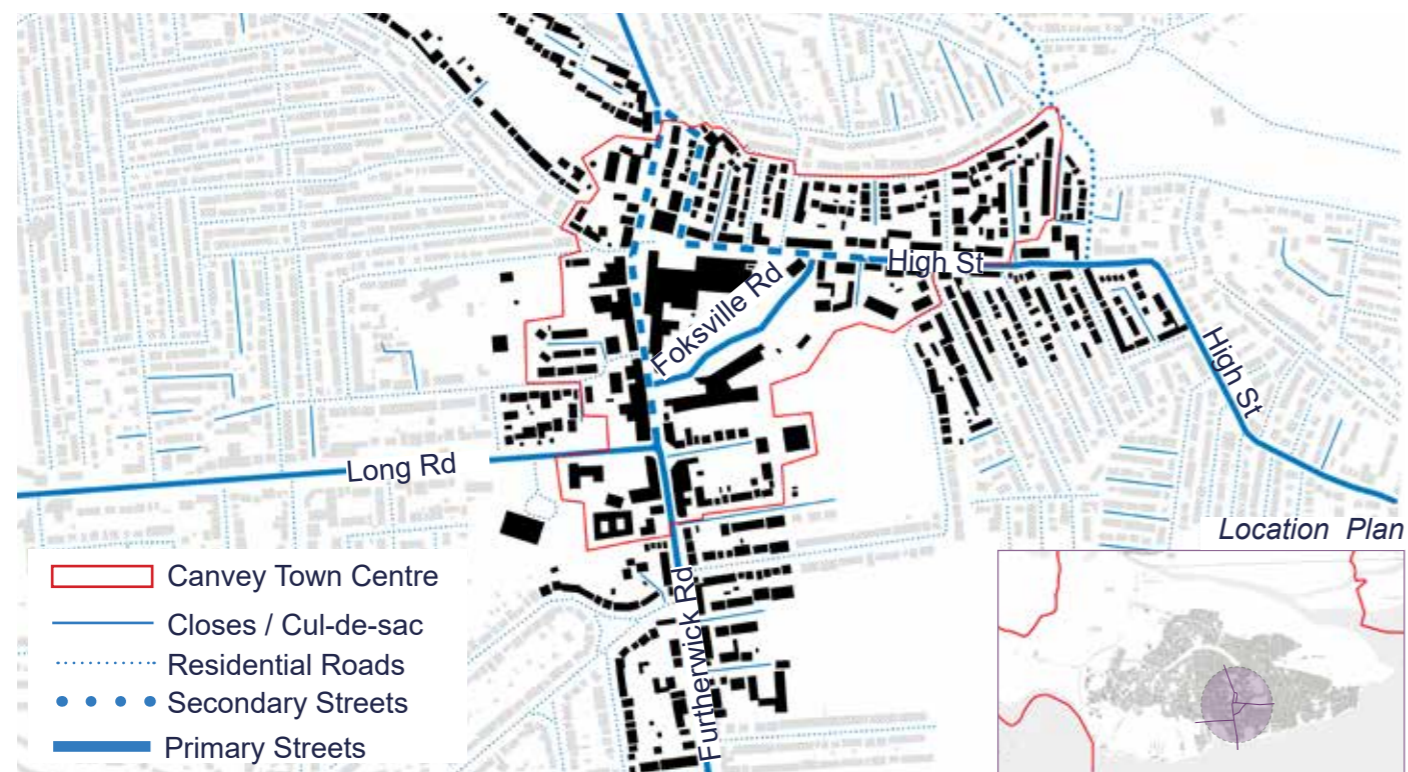 High St
Foksville Rd
High St
Long Rd
Furtherwick Rd
Location Plan
Canvey Town Centre
Closes / Cul-de-sac
Residential Roads
Secondary Streets
Primary Streets